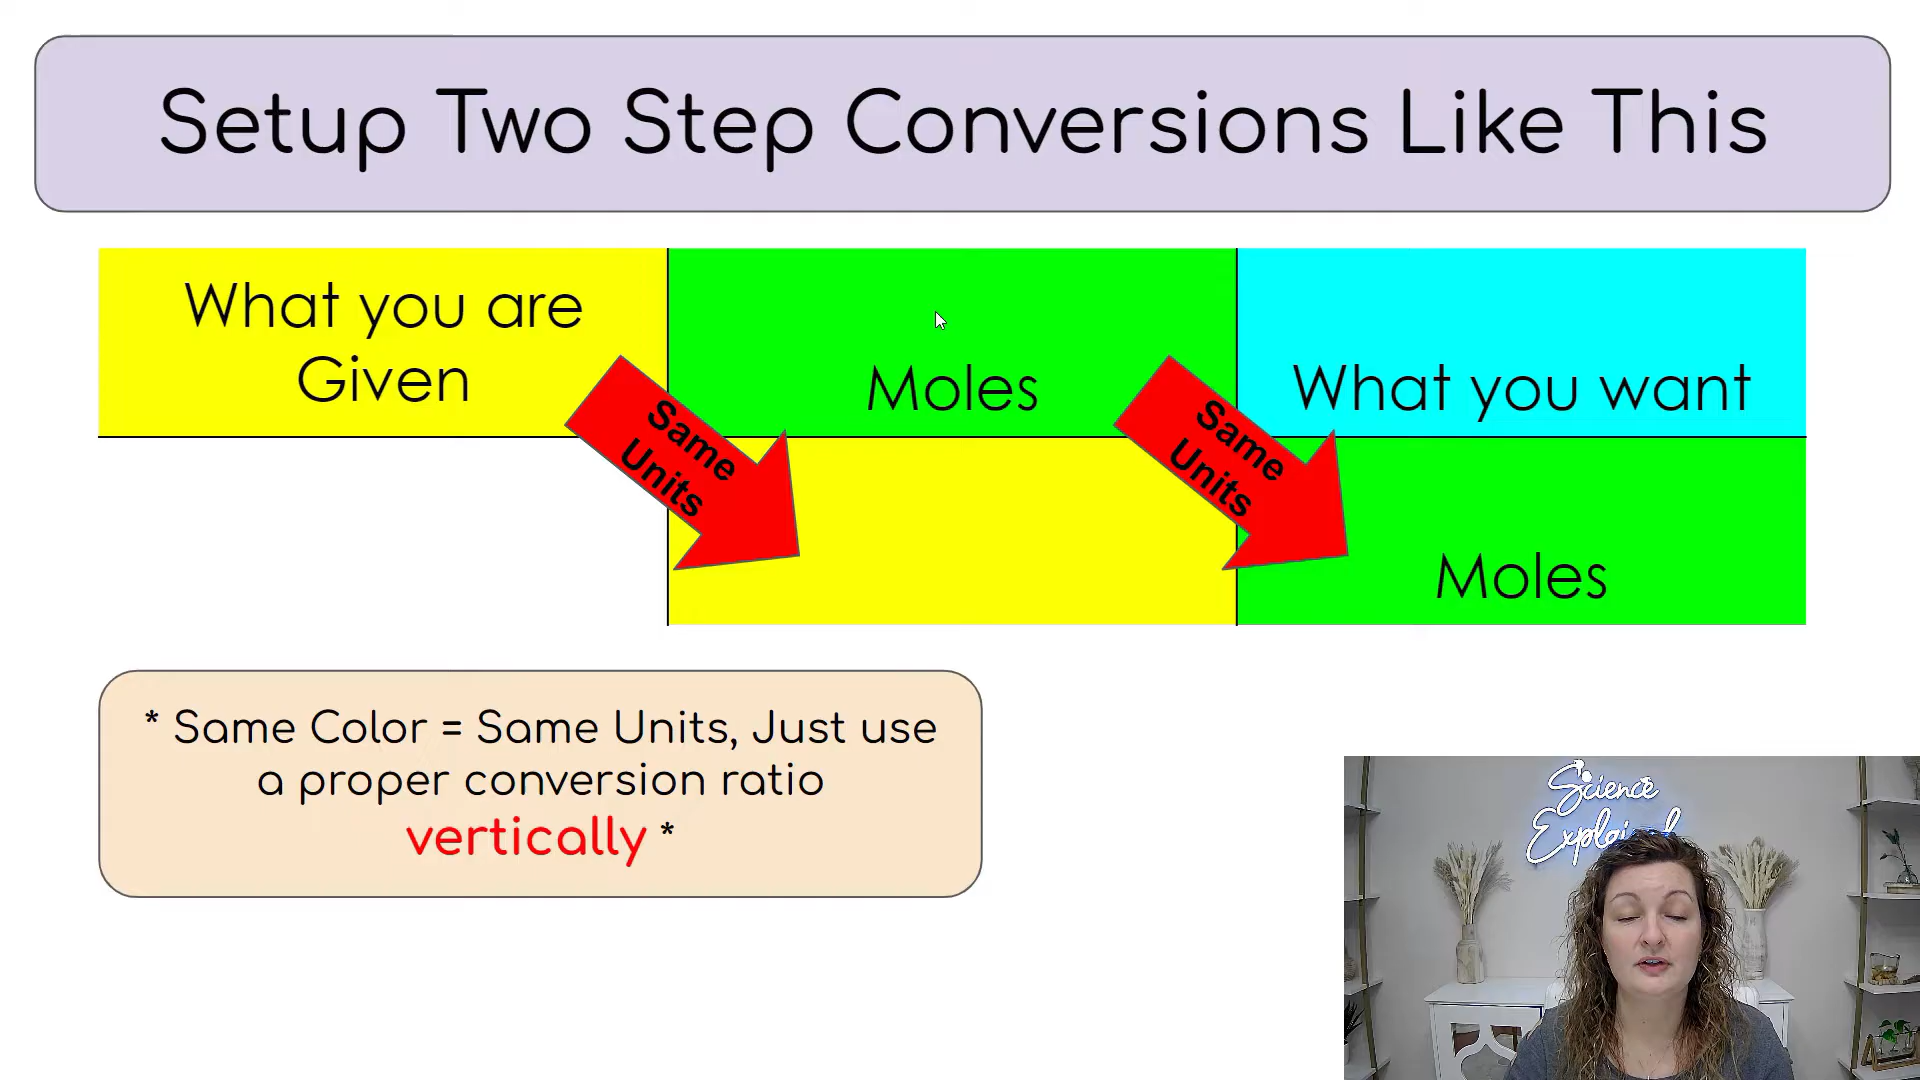 Setup Two Step Conversions Like This
What you are
Given
Moles
What you want
Same
Units
Same
Units
Moles
* Same Color = Same Units, Just use
a proper conversion ratio
vertically *
Science
Explained